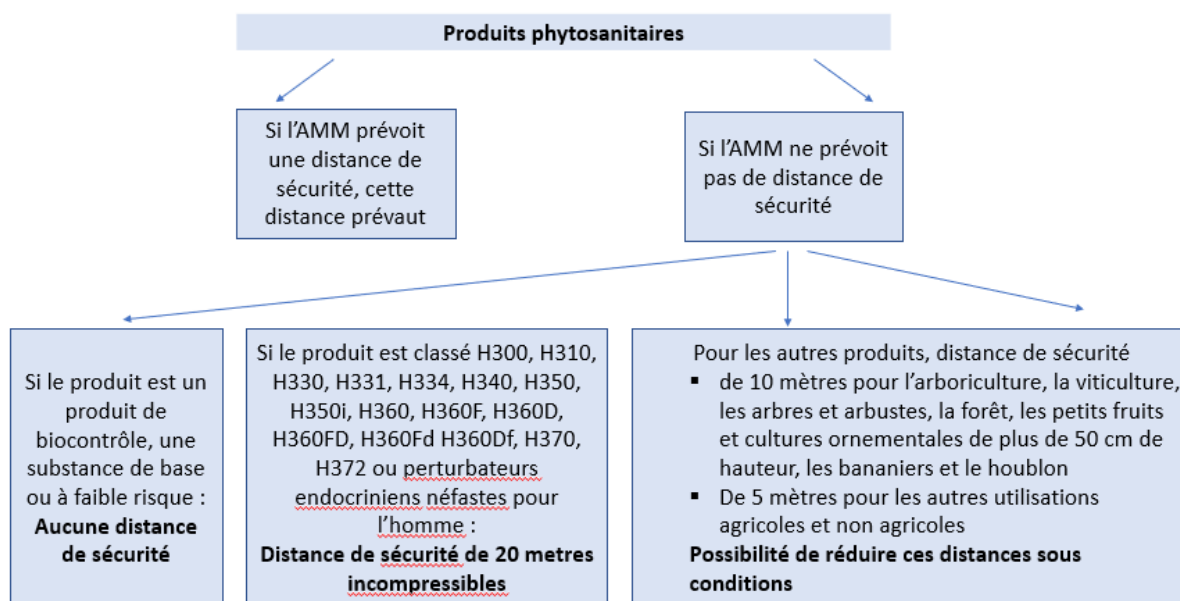 Produits phytosanitaires
Si l’AMM prévoit
une distance de
sécurité, cette
distance prévaut
Si l’AMM ne prévoit
pas de distance de
sécurité
Si le produit est un
produit de
biocontrôle, une
substance de base
ou à faible risque :
Aucune distance
de sécurité
Si le produit est classé H300, H310,
H330, H331, H334, H340, H350,
H350i, H360, H360F, H360D,
H360FD, H360Fd H360Df, H370,
H372 ou perturbateurs
endocriniens néfastes pour
l’homme :
Distance de sécurité de 20 metres
incompressibles
Pour les autres produits, distance de sécurité
▪ de 10 mètres pour l’arboriculture, la viticulture,
les arbres et arbustes, la forêt, les petits fruits
et cultures ornementales de plus de 50 cm de
hauteur, les bananiers et le houblon
▪ De 5 mètres pour les autres utilisations
agricoles et non agricoles
Possibilité de réduire ces distances sous
conditions